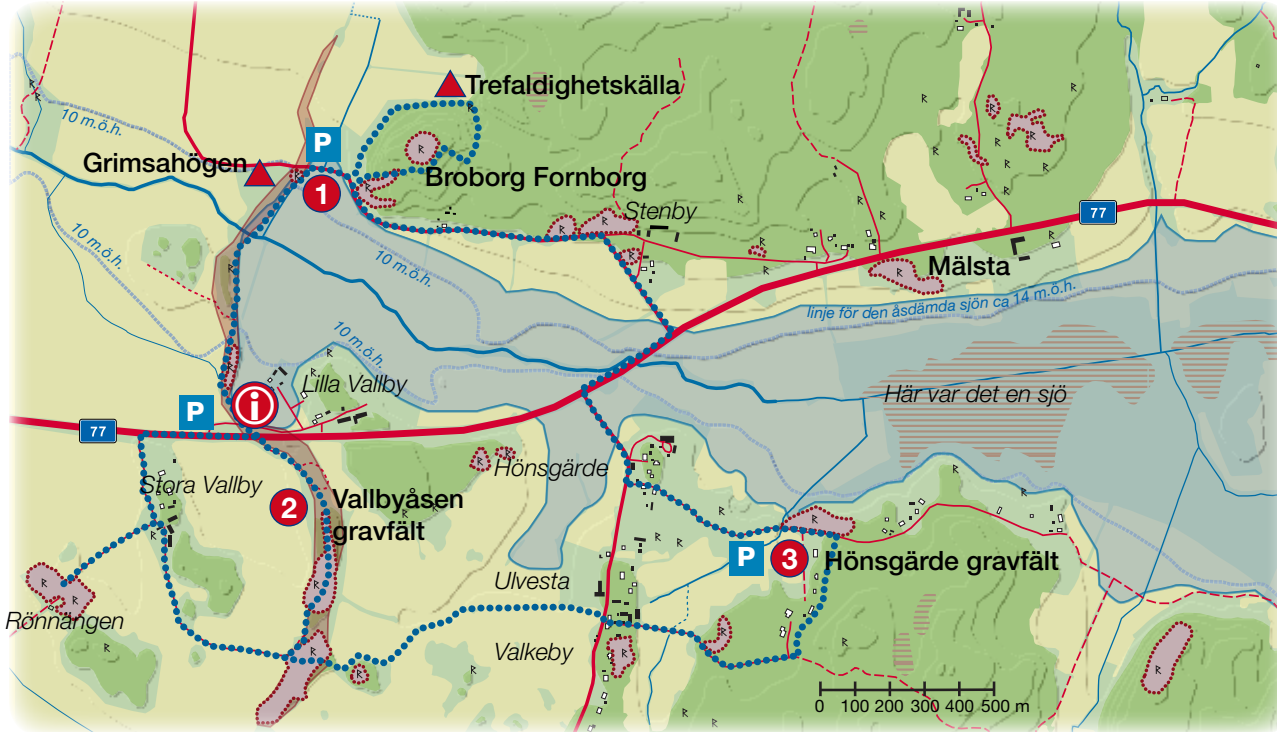 Trefaldighetskälla
10 m.ö.h.
P
Grimsahögen
1
Broborg Fornborg
Stenby
77
10 m.ö.h.
10 m.ö.h.
Mälsta
linje för den åsdämda sjön ca 14 m.ö.h.
10 m.ö.h.
Lilla Vallby
Här var det en sjö
P
i
77
Hönsgärde
Stora Vallby
2
Vallbyåsen
gravfält
P
3
Hönsgärde gravfält
Ulvesta
Rönnängen
Valkeby
0 100 200 300 400 500 m